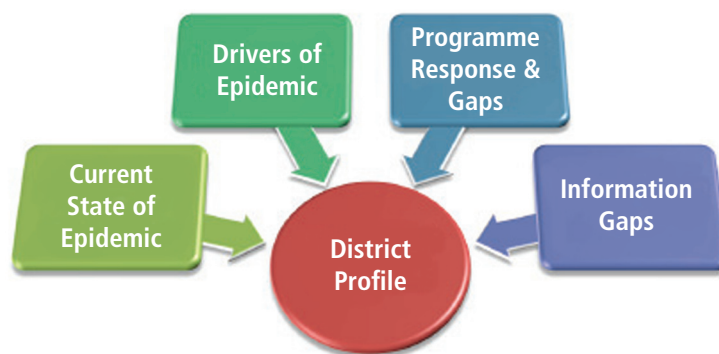 Drivers of
Epidemic
Programme
Response &
Gaps
Current
State of
Epidemic
Information
Gaps
District
Profile